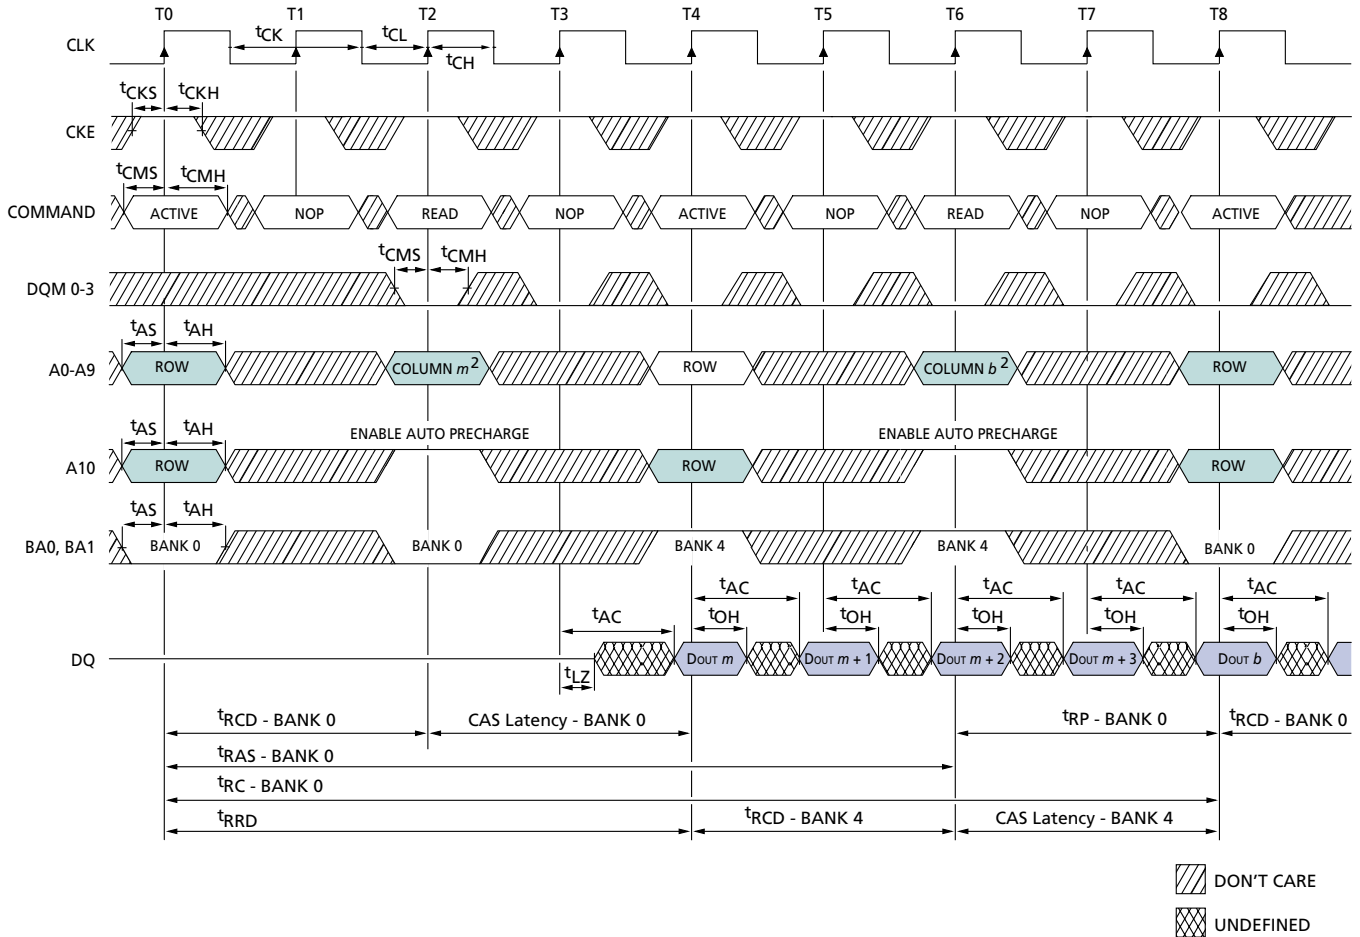 T0 T1 T2 T3 T4 T5 T6 T7 T8
CLK tCK tCL tCH
tCKS tCKH
CKE
tCMS tCMH
COMMAND ACTIVE NOP READ NOP ACTIVE NOP READ NOP ACTIVE
tCMS tCMH
DQM 0-3
tAS tAH
A0-A9 ROW COLUMN m2 ROW COLUMN b2 ROW
tAS tAH ENABLE AUTO PRECHARGE ENABLE AUTO PRECHARGE
A10 ROW ROW ROW
tAS tAH
BA0, BA1 BANK 0 BANK 0 BANK 4 BANK 4 BANK 0
tAC tAC tAC tAC tAC tAC
tOH tOH tOH tOH tOH
DQ DOUT m DOUT m + 1 DOUT m + 2 DOUT m + 3 DOUT b
tLZ
tRCD - BANK 0 CAS Latency - BANK 0 tRP - BANK 0 tRCD - BANK 0
tRAS - BANK 0
tRC - BANK 0
tRRD tRCD - BANK 4 CAS Latency - BANK 4
DON'T CARE
UNDEFINED